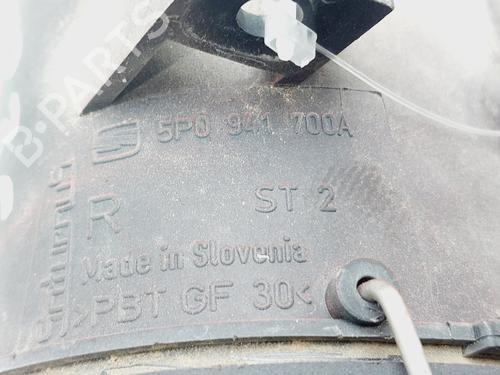 B-PARTS
5P0 941 700A
R ST 2
Made in Slovenia
>PBT GF 30<